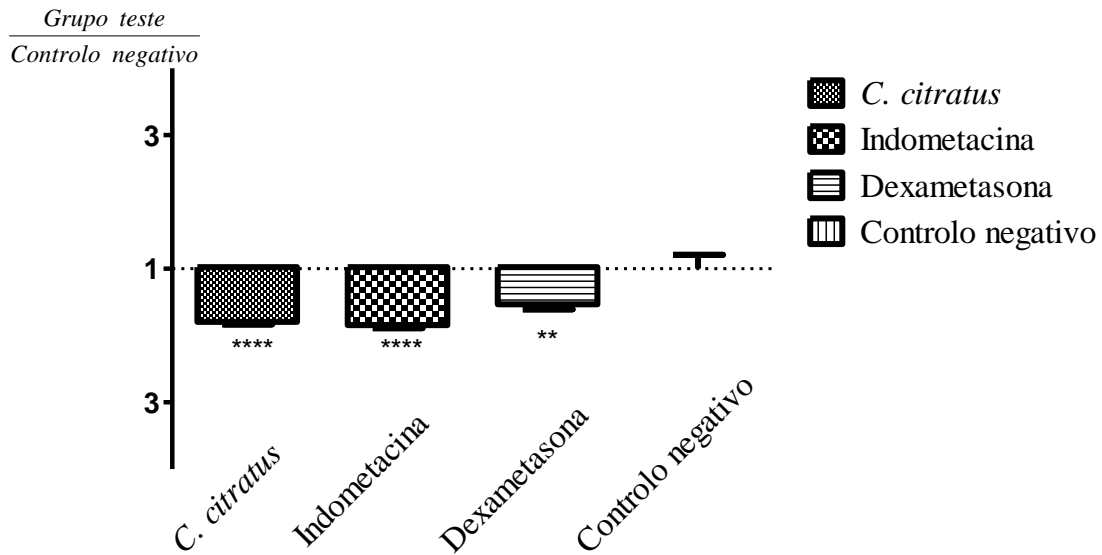 Grupo teste
Controlo negativo
3
1
3
****
****
**
C. citratus
Indometacina
Dexametasona
Controlo negativo
C. citratus
Indometacina
Dexametasona
Controlo negativo